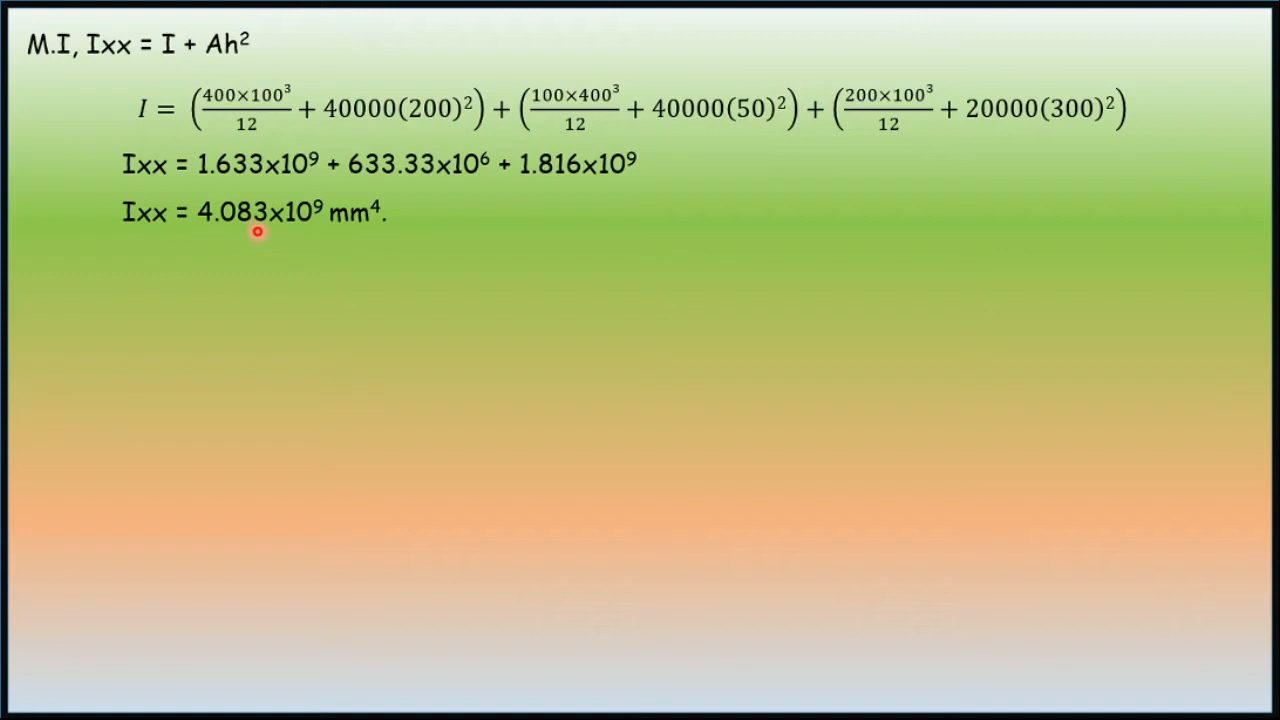 M.I, Ixx = I + Ah²
I = (400×100³/12 + 40000(200)²) + (100×400³/12 + 40000(50)²) + (200×100³/12 + 20000(300)²)
Ixx = 1.633x10⁹ + 633.33x10⁶ + 1.816x10⁹
Ixx = 4.083x10⁹ mm⁴.